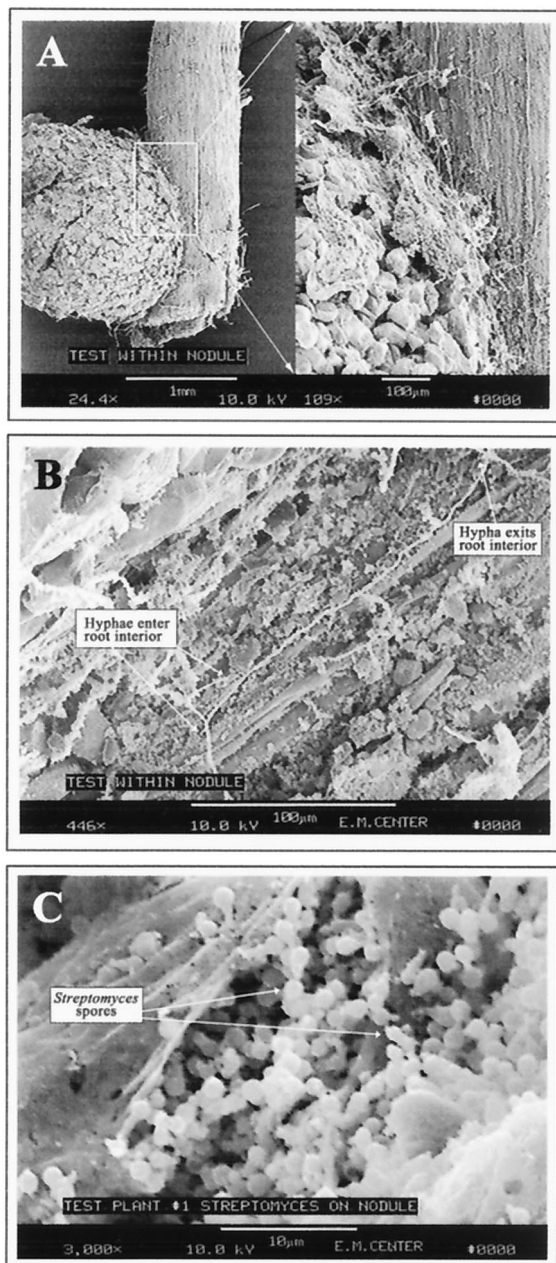 A
TEST WITHIN NODULE
1mm 100µm
24.4× 10.0 kV 109× #0000
B
Hypha exits
root interior
Hyphae enter
root interior
TEST WITHIN NODULE
100µm
446× 10.0 kV E.M.CENTER #0000
C
Streptomyces
spores
TEST PLANT #1 STREPTOMYCES ON NODULE
10µm
3,000× 10.0 kV E.M.CENTER #0000